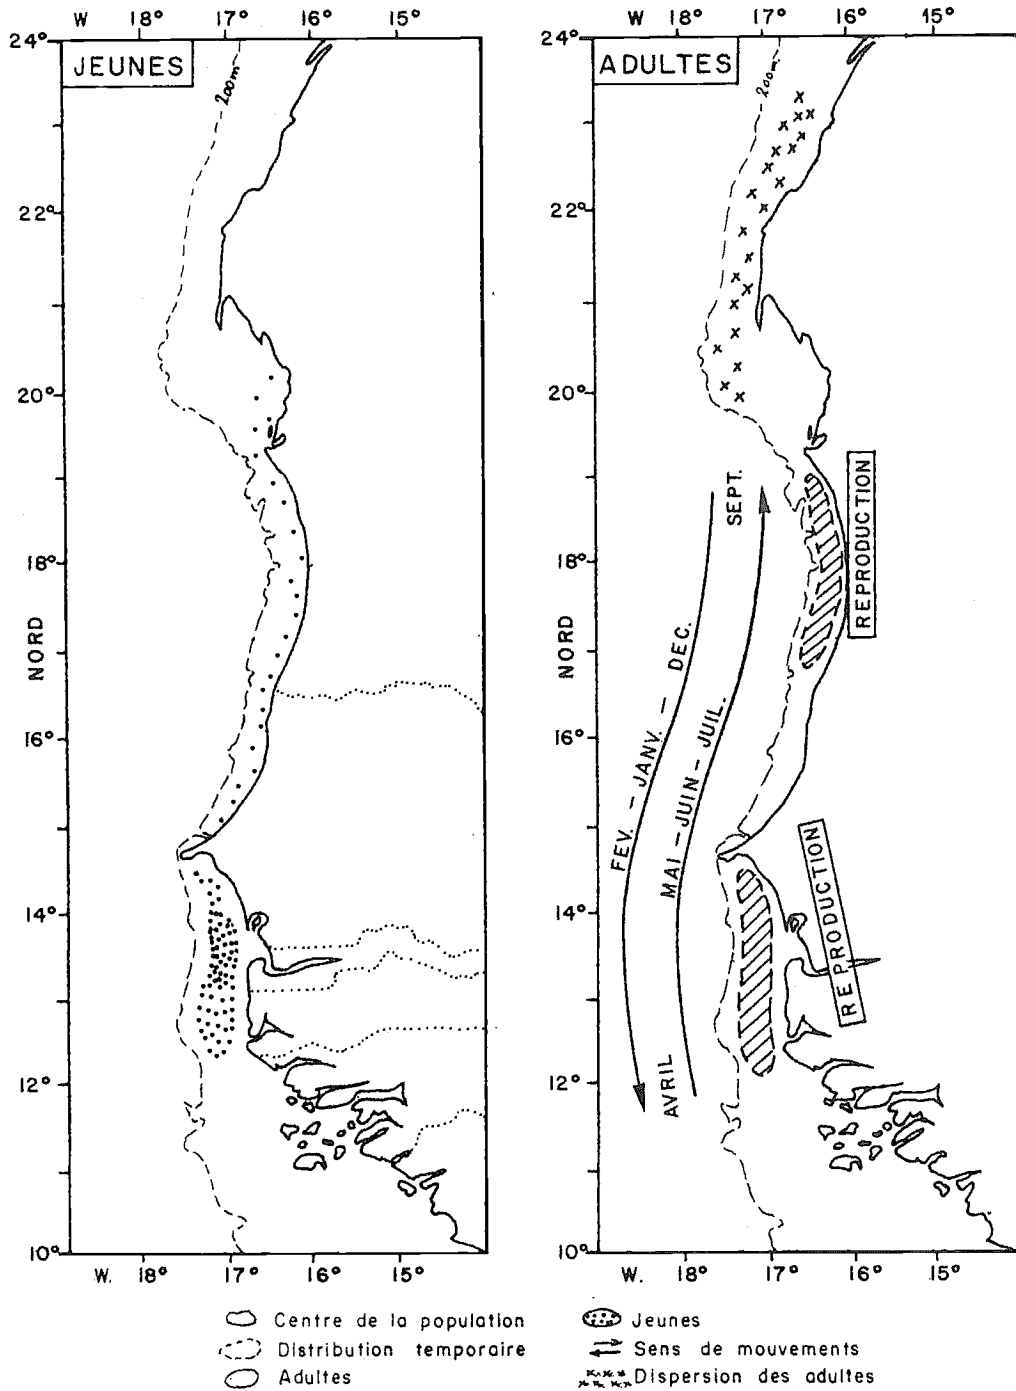 W 18° 17° 16° 15°
24°
JEUNES
200m
22°
20°
18°
NORD
16°
14°
12°
10°
W. 18° 17° 16° 15°
W 18° 17° 16° 15°
24°
ADULTES
200m
22°
20°
18°
NORD
16°
14°
12°
10°
SEPT.
REPRODUCTION
FEV. - JANV. - DEC.
MAI - JUIN - JUIL.
AVRIL
REPRODUCTION
W. 18° 17° 16° 15°
Centre de la population
Distribution temporaire
Adultes
Jeunes
Sens de mouvements
Dispersion des adultes